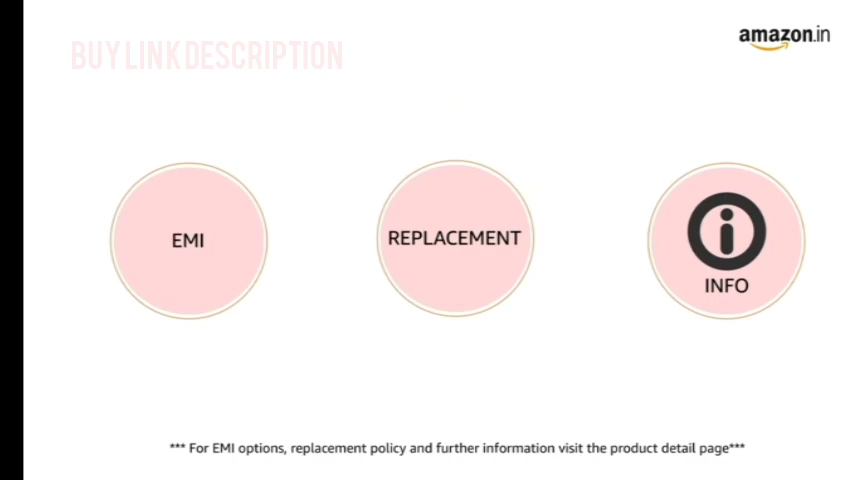 amazon.in
BUY LINK DESCRIPTION
EMI
REPLACEMENT
INFO
*** For EMI options, replacement policy and further information visit the product detail page***